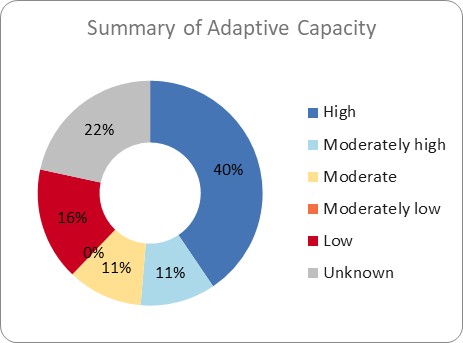 Summary of Adaptive Capacity
22%
40%
High
Moderately high
Moderate
Moderately low
Low
Unknown
16%
0%
11%
11%